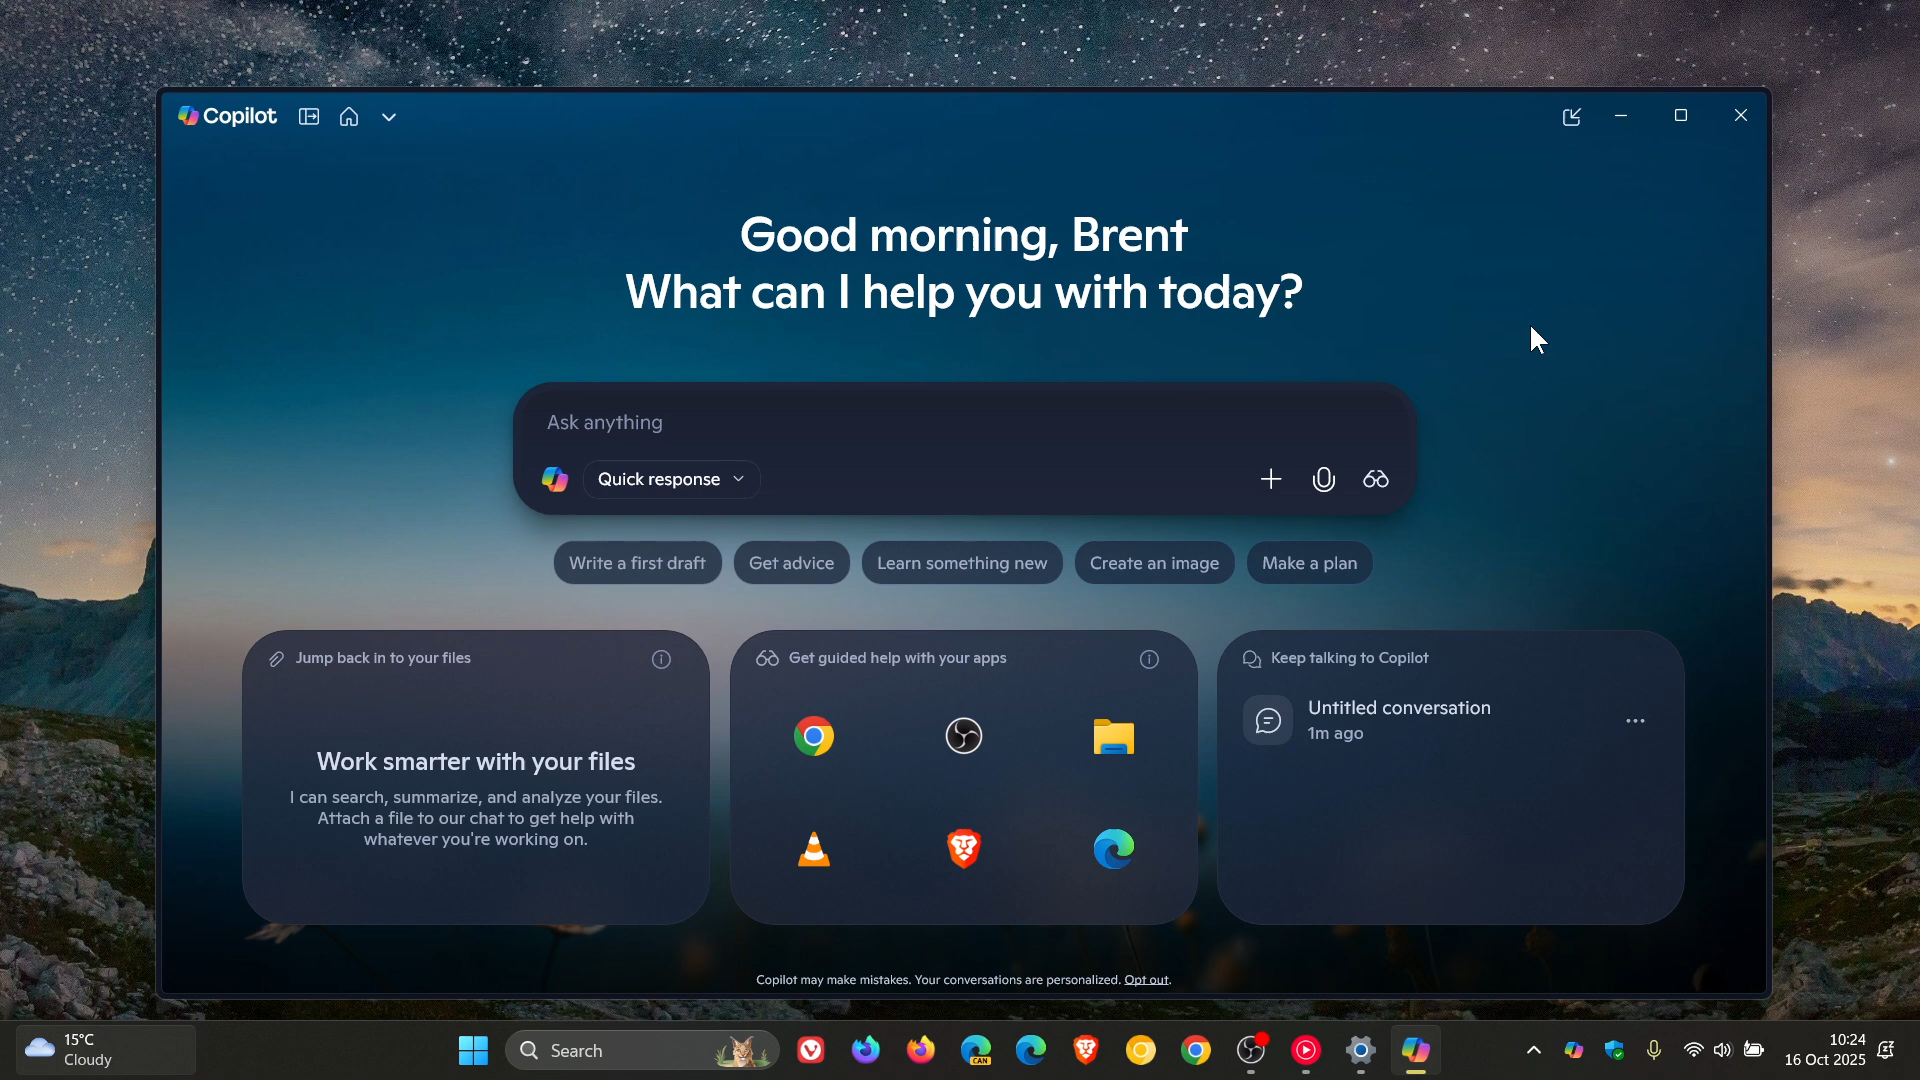 Copilot
Good morning, Brent
What can I help you with today?
Ask anything
Quick response
Write a first draft
Get advice
Learn something new
Create an image
Make a plan
Jump back in to your files
Work smarter with your files
I can search, summarize, and analyze your files.
Attach a file to our chat to get help with
whatever you're working on.
Get guided help with your apps
Keep talking to Copilot
Untitled conversation
1m ago
Copilot may make mistakes. Your conversations are personalized. Opt out.
15°C
Cloudy
Search
CAN
10:24
16 Oct 2025